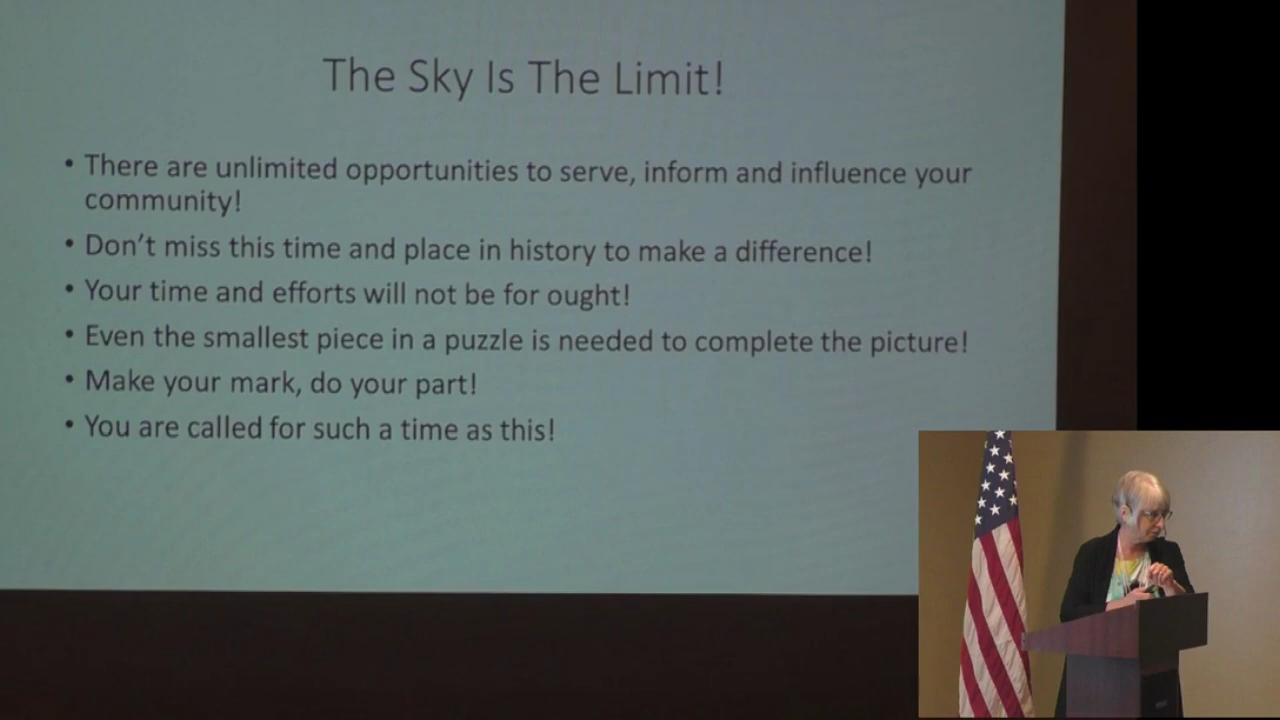 The Sky Is The Limit!
• There are unlimited opportunities to serve, inform and influence your
community!
• Don't miss this time and place in history to make a difference!
• Your time and efforts will not be for ought!
• Even the smallest piece in a puzzle is needed to complete the picture!
• Make your mark, do your part!
• You are called for such a time as this!